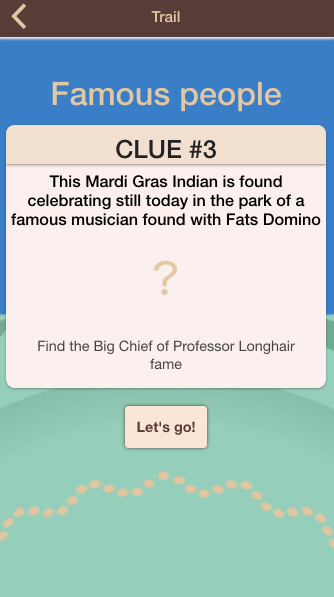 Trail
Famous people
CLUE #3
This Mardi Gras Indian is found
celebrating still today in the park of a
famous musician found with Fats Domino
?
Find the Big Chief of Professor Longhair
fame
Let's go!